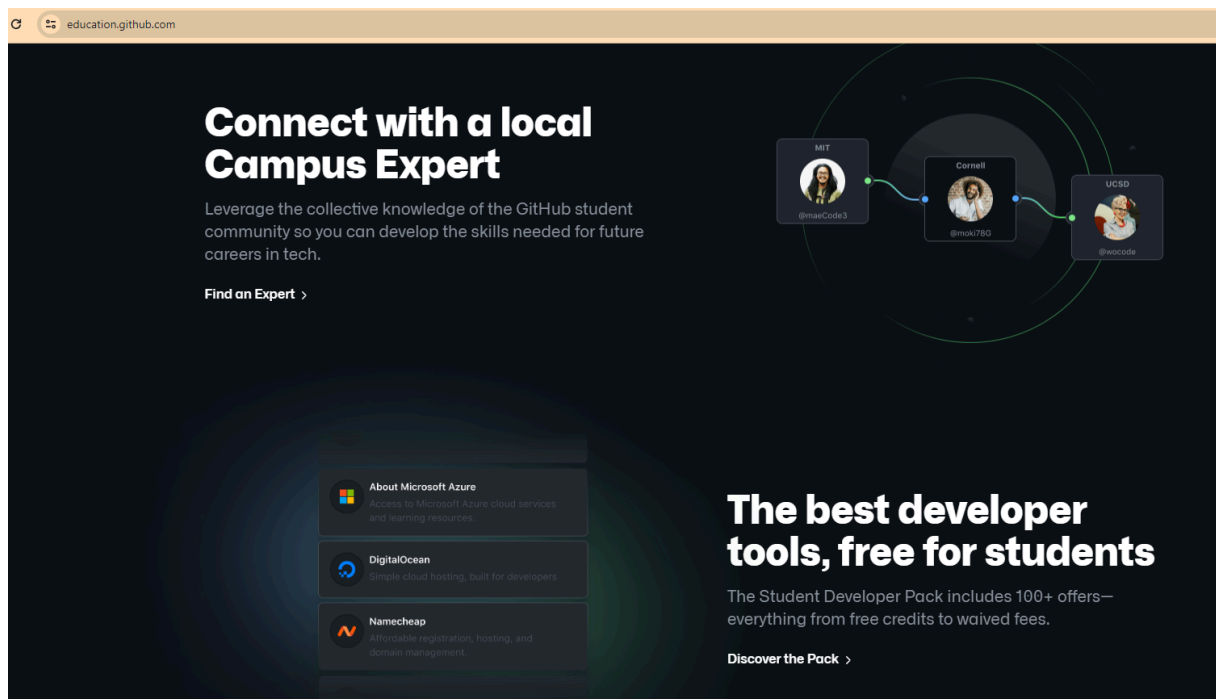 education.github.com
Connect with a local
Campus Expert
Leverage the collective knowledge of the GitHub student
community so you can develop the skills needed for future
careers in tech.
Find an Expert
MIT
@maeCode3
Cornell
@moki78G
UCSD
@wocode
About Microsoft Azure
Access to Microsoft Azure cloud services
and learning resources.
DigitalOcean
Simple cloud hosting, built for developers
Namecheap
Affordable registration, hosting, and
domain management.
The best developer
tools, free for students
The Student Developer Pack includes 100+ offers—
everything from free credits to waived fees.
Discover the Pack